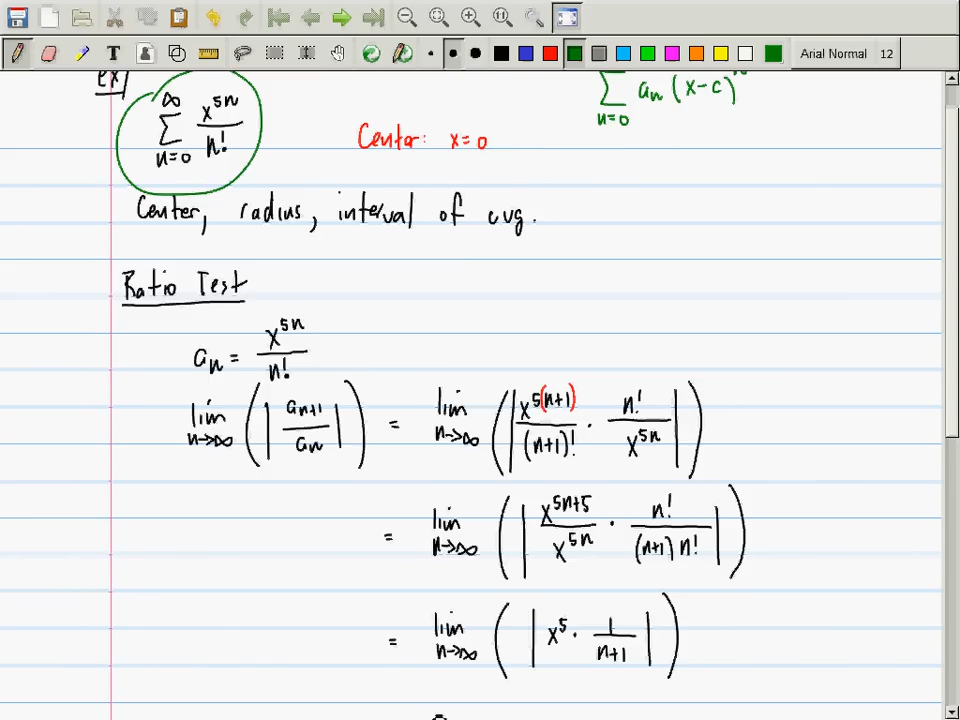 Arial Normal 12
ex)
∞ ∑ n=0 x^5n / n!
Center: x=0
∑ n=0 an (x-c)
Center, radius, interval of cvg.
Ratio Test
an = x^5n / n!
lim n→∞ ( | an+1 / an | ) = lim n→∞ ( | x^5(n+1) / (n+1)! · n! / x^5n | )
= lim n→∞ ( | x^5n+5 / x^5n · n! / (n+1) n! | )
= lim n→∞ ( | x^5 · 1 / n+1 | )